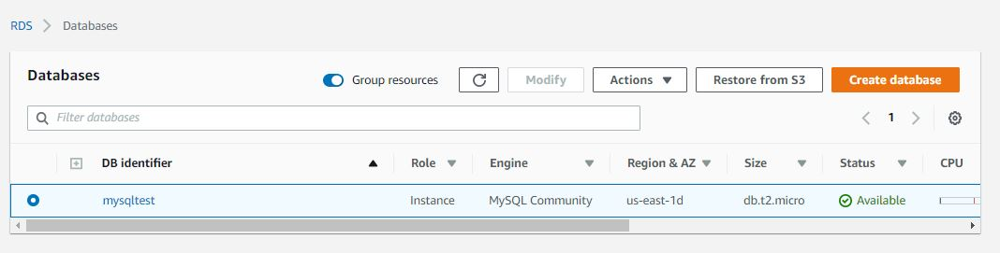 RDS > Databases
Databases
Group resources
Modify
Actions
Restore from S3
Create database
Filter databases
1
DB identifier Role Engine Region & AZ Size Status CPU
mysqltest Instance MySQL Community us-east-1d db.t2.micro Available